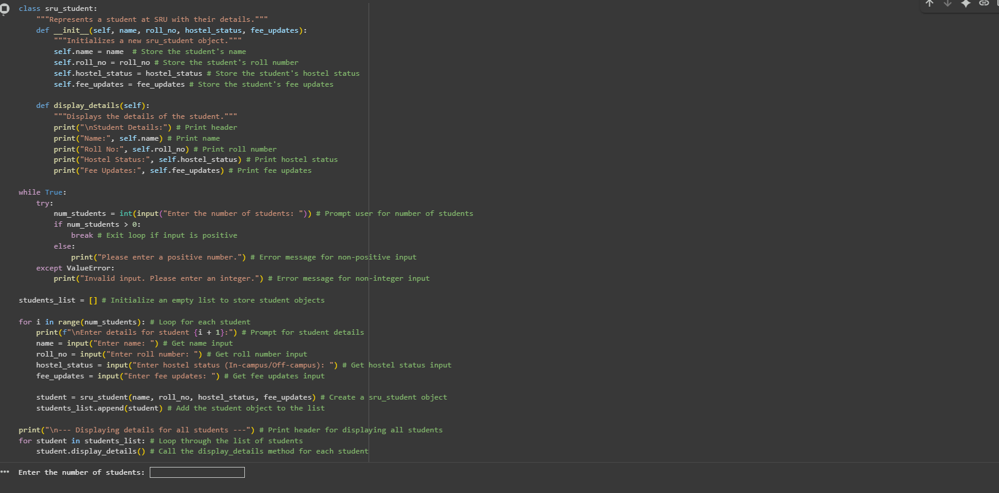 class sru_student:
    """Represents a student at SRU with their details."""
    def __init__(self, name, roll_no, hostel_status, fee_updates):
        """Initializes a new sru_student object."""
        self.name = name  # Store the student's name
        self.roll_no = roll_no # Store the student's roll number
        self.hostel_status = hostel_status # Store the student's hostel status
        self.fee_updates = fee_updates # Store the student's fee updates

    def display_details(self):
        """Displays the details of the student."""
        print("\nStudent Details:") # Print header
        print("Name:", self.name) # Print name
        print("Roll No:", self.roll_no) # Print roll number
        print("Hostel Status:", self.hostel_status) # Print hostel status
        print("Fee Updates:", self.fee_updates) # Print fee updates

while True:
    try:
        num_students = int(input("Enter the number of students: ")) # Prompt user for number of students
        if num_students > 0:
            break # Exit loop if input is positive
        else:
            print("Please enter a positive number.") # Error message for non-positive input
    except ValueError:
        print("Invalid input. Please enter an integer.") # Error message for non-integer input

students_list = [] # Initialize an empty list to store student objects

for i in range(num_students): # Loop for each student
    print(f"\nEnter details for student {i + 1}:") # Prompt for student details
    name = input("Enter name: ") # Get name input
    roll_no = input("Enter roll number: ") # Get roll number input
    hostel_status = input("Enter hostel status (In-campus/Off-campus): ") # Get hostel status input
    fee_updates = input("Enter fee updates: ") # Get fee updates input

    student = sru_student(name, roll_no, hostel_status, fee_updates) # Create a sru_student object
    students_list.append(student) # Add the student object to the list

print("\n--- Displaying details for all students ---") # Print header for displaying all students
for student in students_list: # Loop through the list of students
    student.display_details() # Call the display_details method for each student
Enter the number of students: